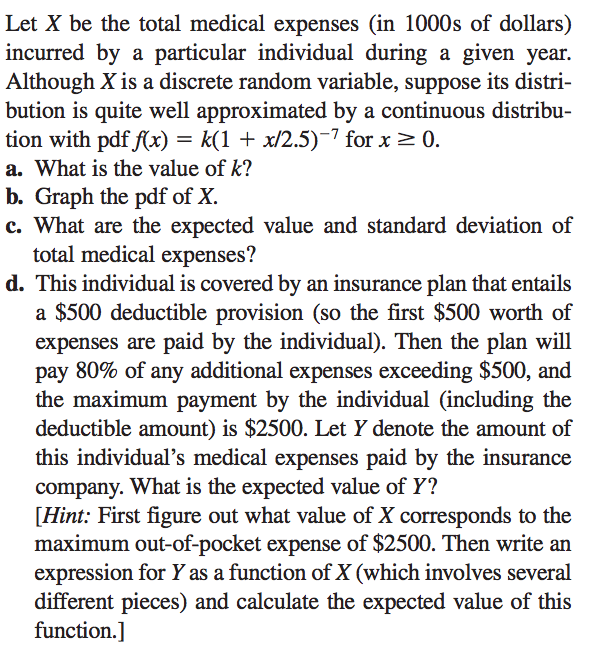 Let X be the total medical expenses (in 1000s of dollars)
incurred by a particular individual during a given year.
Although X is a discrete random variable, suppose its distri-
bution is quite well approximated by a continuous distribu-
tion with pdf f(x) = k(1 + x/2.5)⁻⁷ for x ≥ 0.
a. What is the value of k?
b. Graph the pdf of X.
c. What are the expected value and standard deviation of
total medical expenses?
d. This individual is covered by an insurance plan that entails
a $500 deductible provision (so the first $500 worth of
expenses are paid by the individual). Then the plan will
pay 80% of any additional expenses exceeding $500, and
the maximum payment by the individual (including the
deductible amount) is $2500. Let Y denote the amount of
this individual’s medical expenses paid by the insurance
company. What is the expected value of Y?
[Hint: First figure out what value of X corresponds to the
maximum out-of-pocket expense of $2500. Then write an
expression for Y as a function of X (which involves several
different pieces) and calculate the expected value of this
function.]